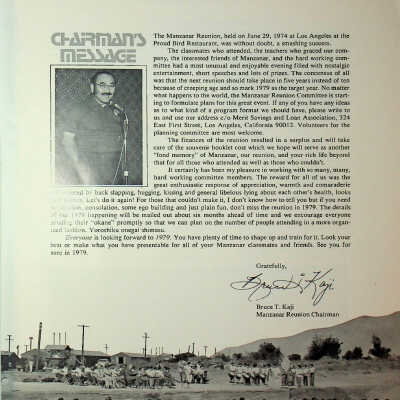 CHAIRMAN'S
MESSAGE
The Manzanar Reunion, held on June 29, 1974 at Los Angeles at the
Proud Bird Restaurant, was without doubt, a smashing success.
The classmates who attended, the teachers who graced our com-
pany, the interested friends of Manzanar, and the hard working com-
mittee had a most unusual and enjoyable evening filled with nostalgic
entertainment, short speeches and lots of prizes. The concensus of all
was that the next reunion should take place in five years instead of ten
because of creeping age and so mark 1979 as the target year. No matter
what happens to the world, the Manzanar Reunion Committee is start-
ing to formulate plans for this great event. If any of you have any ideas
as to what kind of a program format we should have, please write to
us and use our address c/o Merit Savings and Loan Association, 324
East First Street, Los Angeles, California 90012. Volunteers for the
planning committee are most welcome.
The finances of the reunion resulted in a surplus and will take
care of the souvenir booklet out which we hope will serve as another
"fond memory" of Manzanar, our reunion, and your rich life beyond
that for all those who attended as well as those who couldn't.
It certainly has been my pleasure in working with so many, many,
hard working committee members. The reward for all of us was the
great enthusiastic response of appreciation, warmth and comaraderie
by back slapping, hugging, kissing and general libelous lying about each other's health, looks
Let's do it again! For those that couldn't make it, I don't know how to tell you but if you need
consolation, some ego building and just plain fun, don't miss the reunion in 1979. The details
of our 1979 happening will be mailed out about six months ahead of time and we encourage everyone
sending their "okane" promptly so that we can plan on the number of people attending in a more organ-
ized fashion. Yoroshiku onegai shimasu.
Everyone is looking forward to 1979. You have plenty of time to shape up and train for it. Look your
best or make what you have presentable for all of your Manzanar classmates and friends. See you for
sure in 1979.
Gratefully,
Bruce T. Kaji
Bruce T. Kaji
Manzanar Reunion Chairman